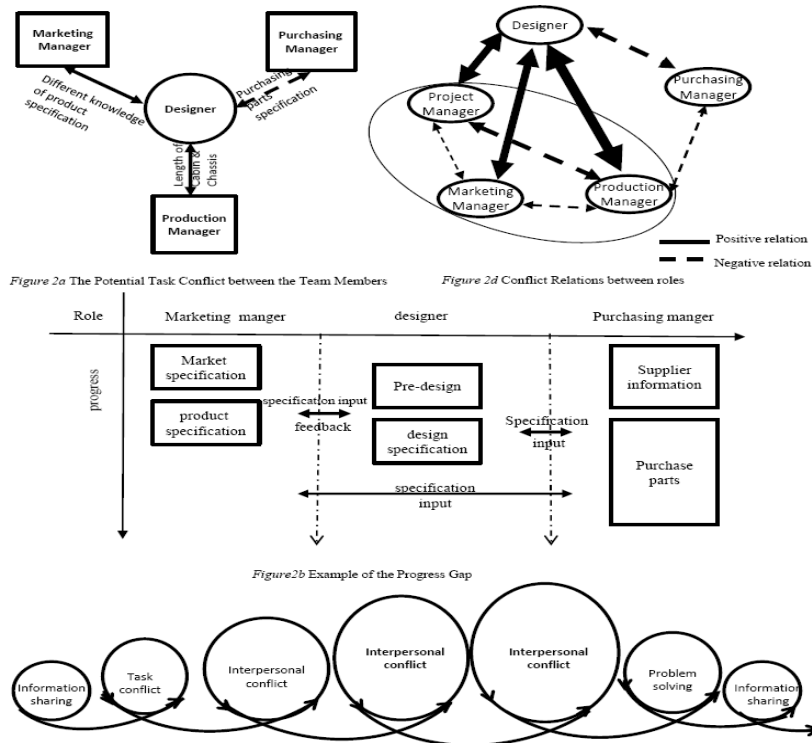 Marketing
Manager
Purchasing
Manager
Different knowledge
of product
specification
Designer
Purchasing
parts
specification
Length of
Cabin &
Chassis
Production
Manager
Designer
Project
Manager
Purchasing
Manager
Marketing
Manager
Production
Manager
Positive relation
Negative relation
Figure 2a The Potential Task Conflict between the Team Members
Figure 2d Conflict Relations between roles
Role
Marketing manger
designer
Purchasing manger
progress
Market
specification
product
specification
specification input
feedback
Pre-design
design
specification
Specification
input
Supplier
information
Purchase
parts
specification
input
Figure2b Example of the Progress Gap
Information
sharing
Task
conflict
Interpersonal
conflict
Interpersonal
conflict
Interpersonal
conflict
Problem
solving
Information
sharing